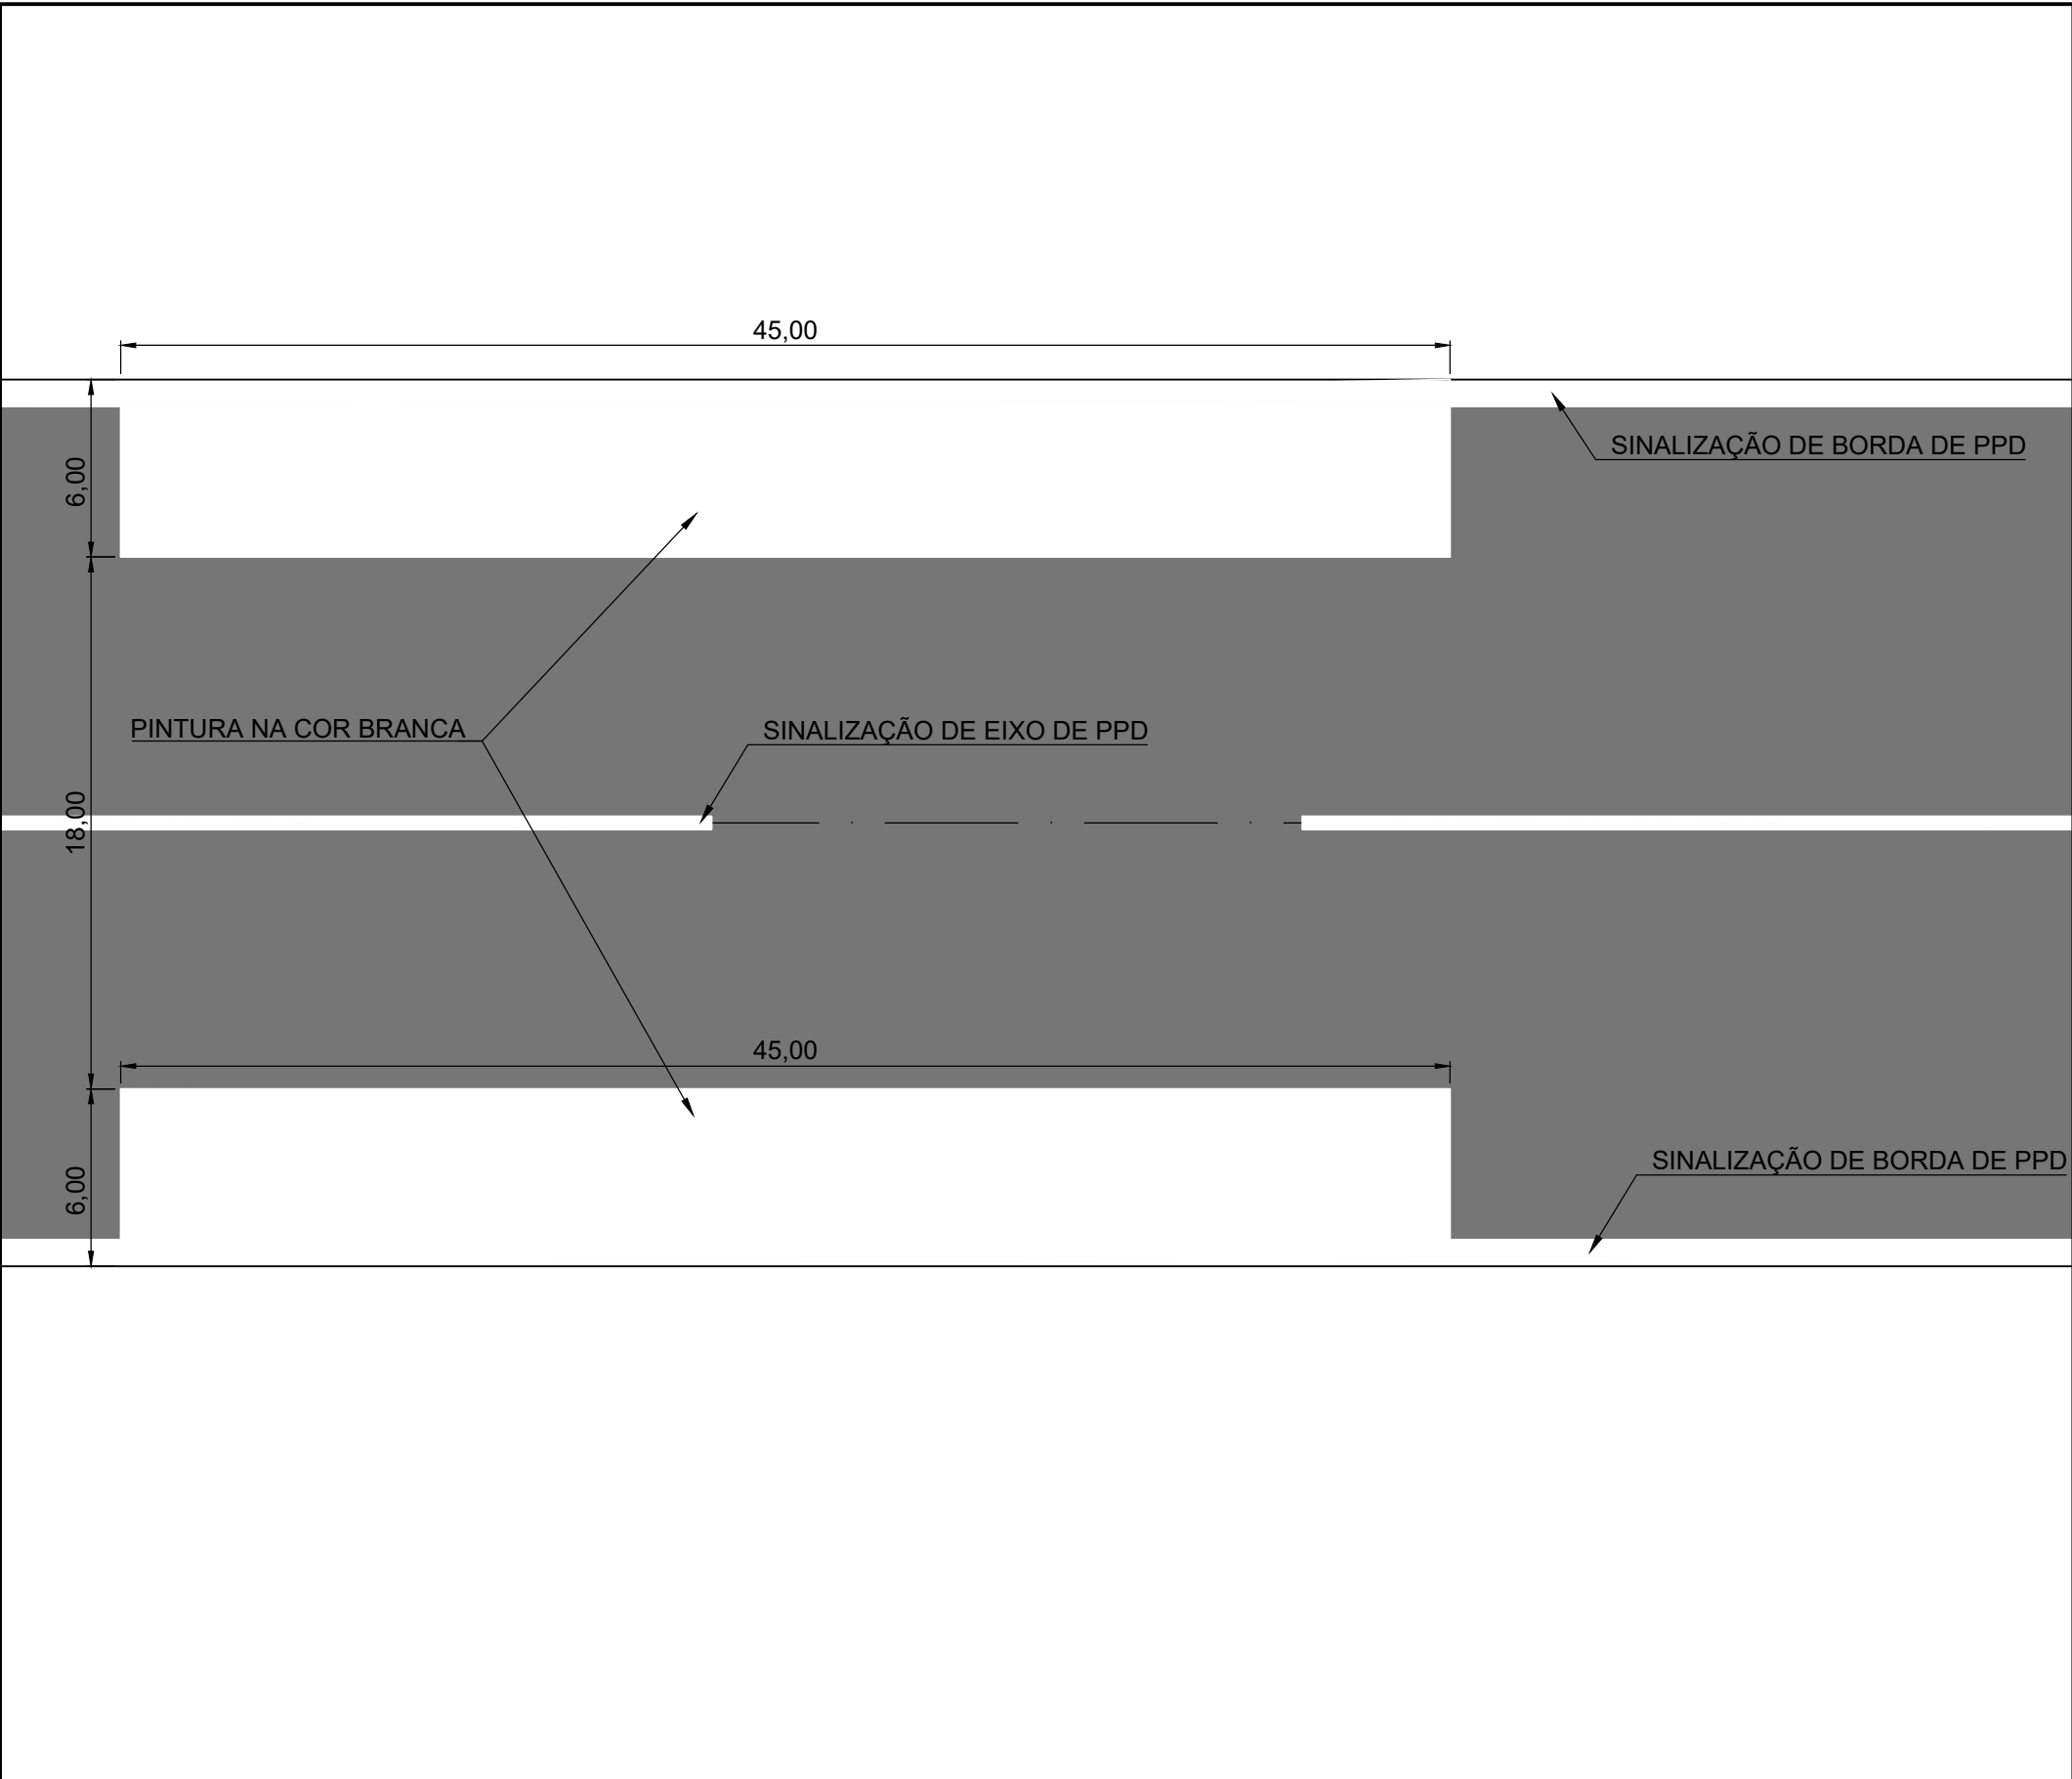 45,00
SINALIZAÇÃO DE BORDA DE PPD
6,00
PINTURA NA COR BRANCA
SINALIZAÇÃO DE EIXO DE PPD
18,00
45,00
SINALIZAÇÃO DE BORDA DE PPD
6,00